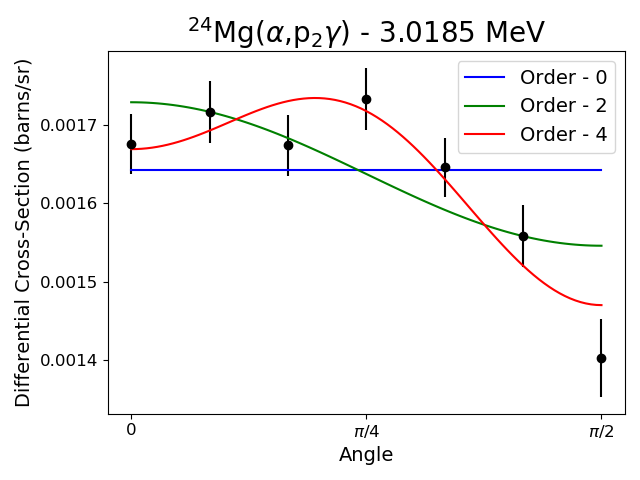 ²⁴Mg(α,p₂γ) - 3.0185 MeV
Order - 0
Order - 2
Order - 4
Differential Cross-Section (barns/sr)
0.0017
0.0016
0.0015
0.0014
0
π/4
π/2
Angle